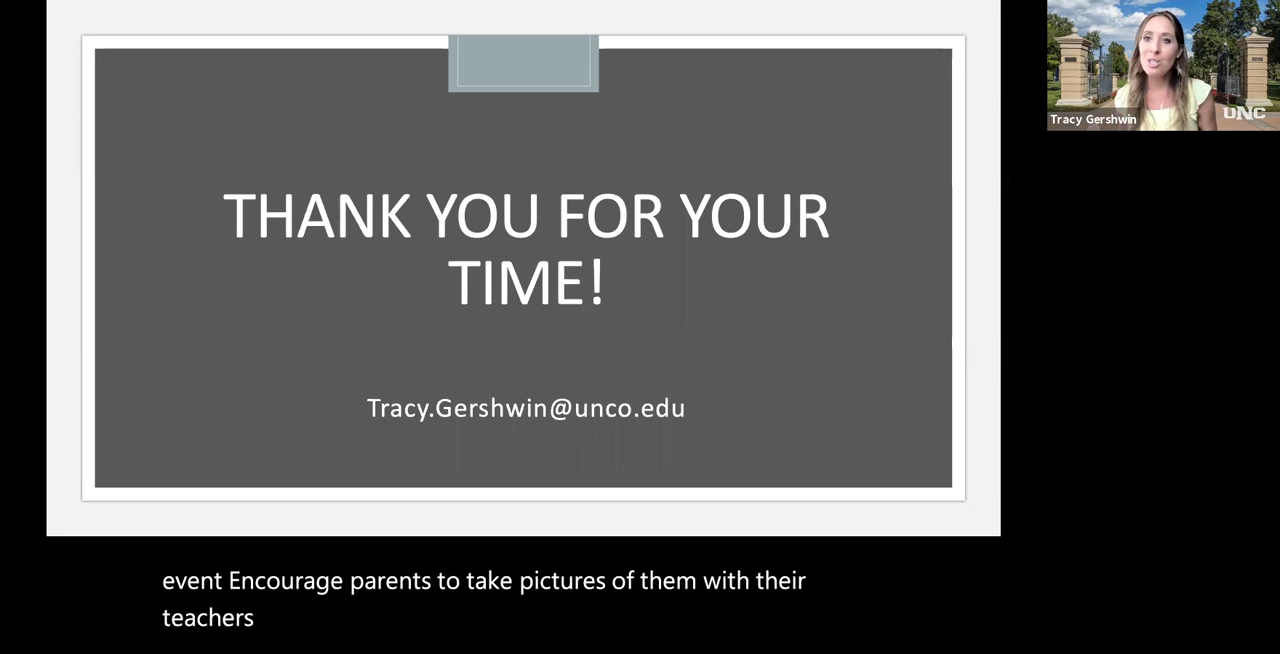 THANK YOU FOR YOUR
TIME!
Tracy.Gershwin@unco.edu
Tracy Gershwin
UNC
event Encourage parents to take pictures of them with their
teachers